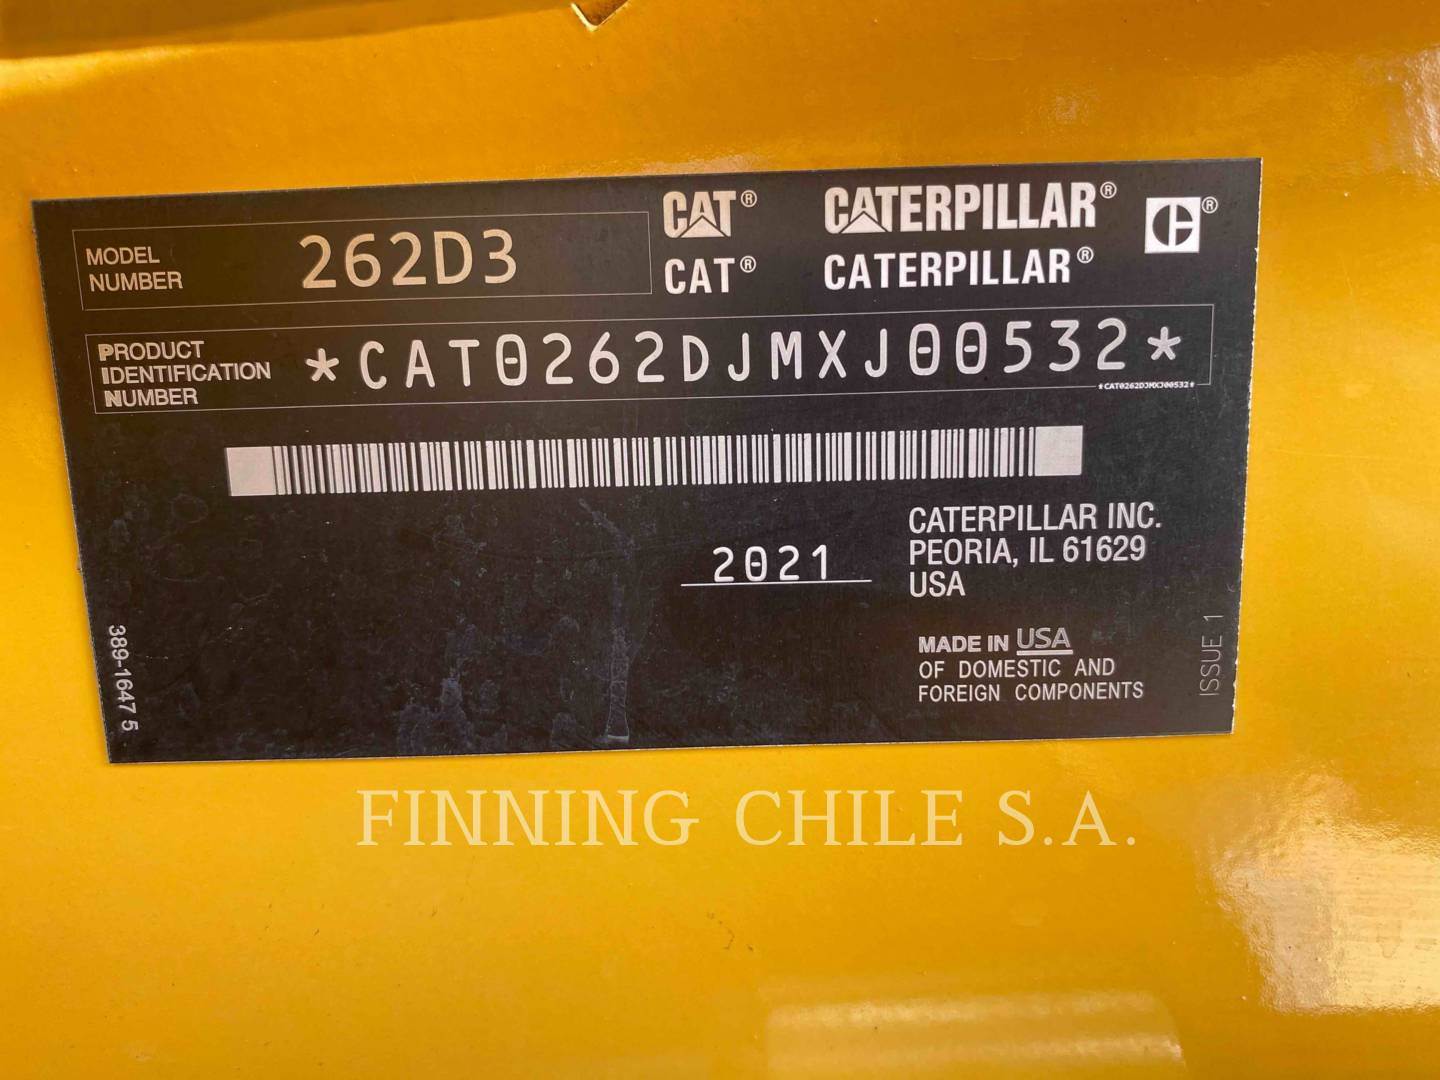 CAT® CATERPILLAR® C®
MODEL NUMBER 262D3
CAT® CATERPILLAR®
PRODUCT IDENTIFICATION NUMBER *CAT0262DJMXJ00532*
*CAT0262DJMXJ00532*
2021
CATERPILLAR INC.
PEORIA, IL 61629
USA
MADE IN USA
OF DOMESTIC AND
FOREIGN COMPONENTS
ISSUE 1
389-1647 5
FINNING CHILE S.A.